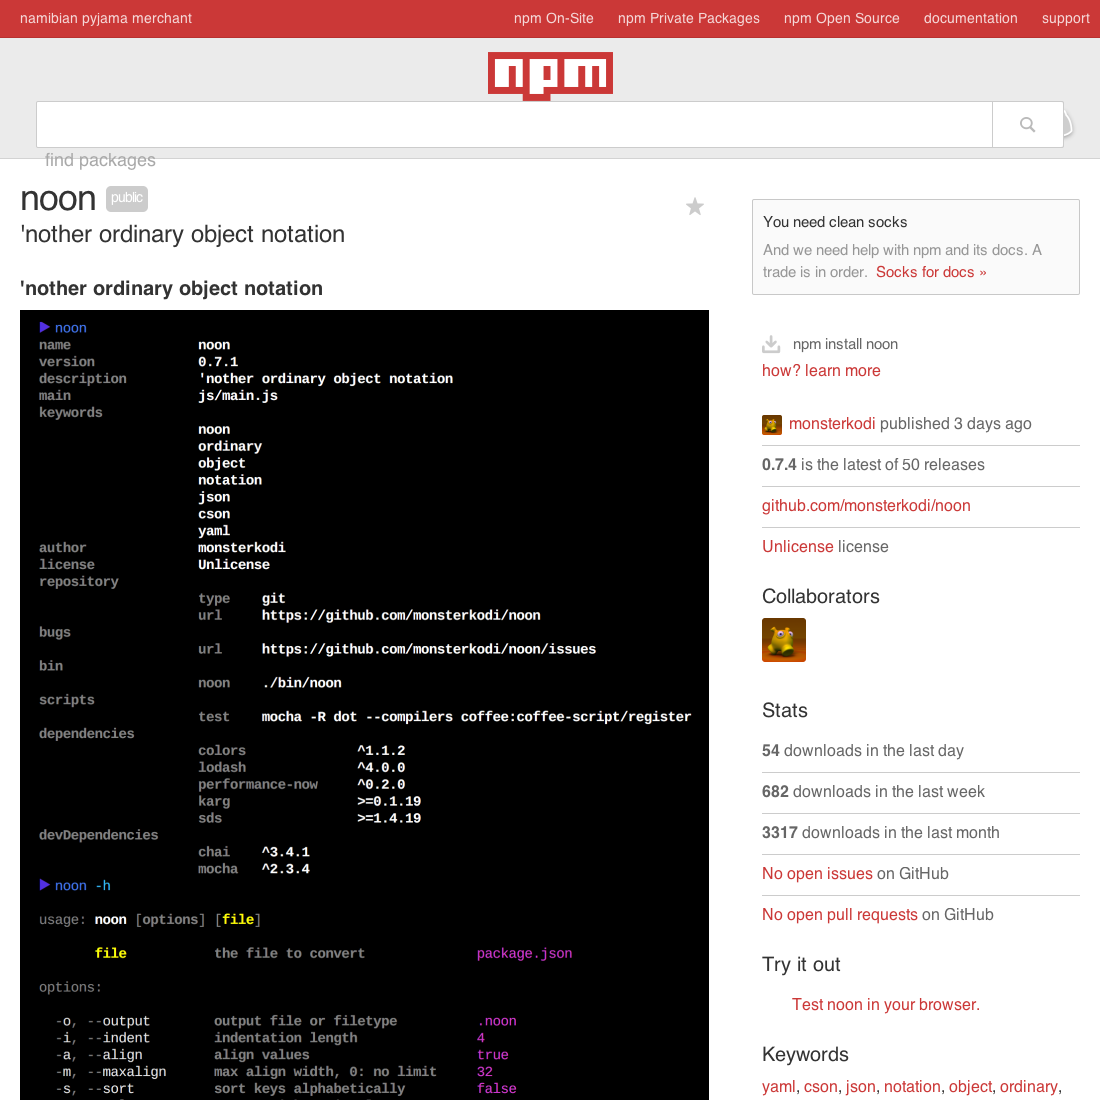 namibian pyjama merchant npm On-Site npm Private Packages npm Open Source documentation support
npm
find packages
noon public
'nother ordinary object notation
'nother ordinary object notation
noon
name noon
version 0.7.1
description 'nother ordinary object notation
main js/main.js
keywords
noon
ordinary
object
notation
json
cson
yaml
author monsterkodi
license Unlicense
repository
type git
url https://github.com/monsterkodi/noon
bugs
url https://github.com/monsterkodi/noon/issues
bin
noon ./bin/noon
scripts
test mocha -R dot --compilers coffee:coffee-script/register
dependencies
colors ^1.1.2
lodash ^4.0.0
performance-now ^0.2.0
karg >=0.1.19
sds >=1.4.19
devDependencies
chai ^3.4.1
mocha ^2.3.4
noon -h
usage: noon [options] [file]
file the file to convert package.json
options:
-o, --output output file or filetype .noon
-i, --indent indentation length 4
-a, --align align values true
-m, --maxalign max align width, 0: no limit 32
-s, --sort sort keys alphabetically false
You need clean socks
And we need help with npm and its docs. A
trade is in order. Socks for docs »
npm install noon
how? learn more
monsterkodi published 3 days ago
0.7.4 is the latest of 50 releases
github.com/monsterkodi/noon
Unlicense license
Collaborators
Stats
54 downloads in the last day
682 downloads in the last week
3317 downloads in the last month
No open issues on GitHub
No open pull requests on GitHub
Try it out
Test noon in your browser.
Keywords
yaml, cson, json, notation, object, ordinary,